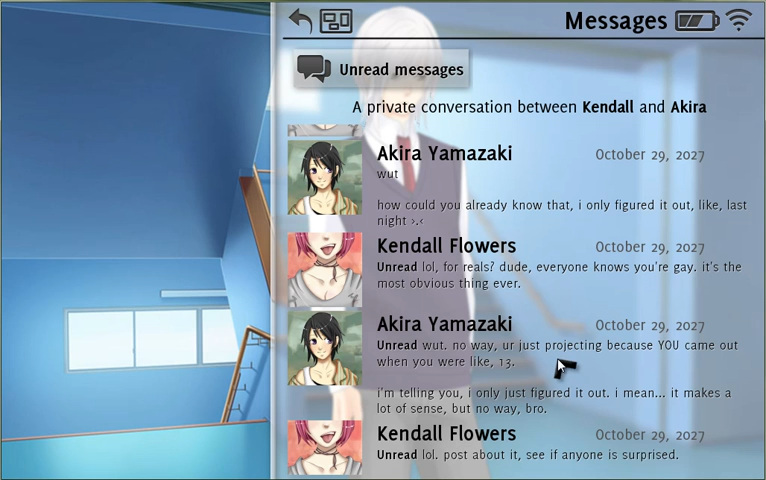 Messages
Unread messages
A private conversation between Kendall and Akira
Akira Yamazaki October 29, 2027
wut
how could you already know that, i only figured it out, like, last
night >.<
Kendall Flowers October 29, 2027
Unread lol, for reals? dude, everyone knows you're gay. it's the
most obvious thing ever.
Akira Yamazaki October 29, 2027
Unread wut. no way, ur just projecting because YOU came out
when you were like, 13.
i'm telling you, i only just figured it out. i mean... it makes a
lot of sense, but no way, bro.
Kendall Flowers October 29, 2027
Unread lol. post about it, see if anyone is surprised.